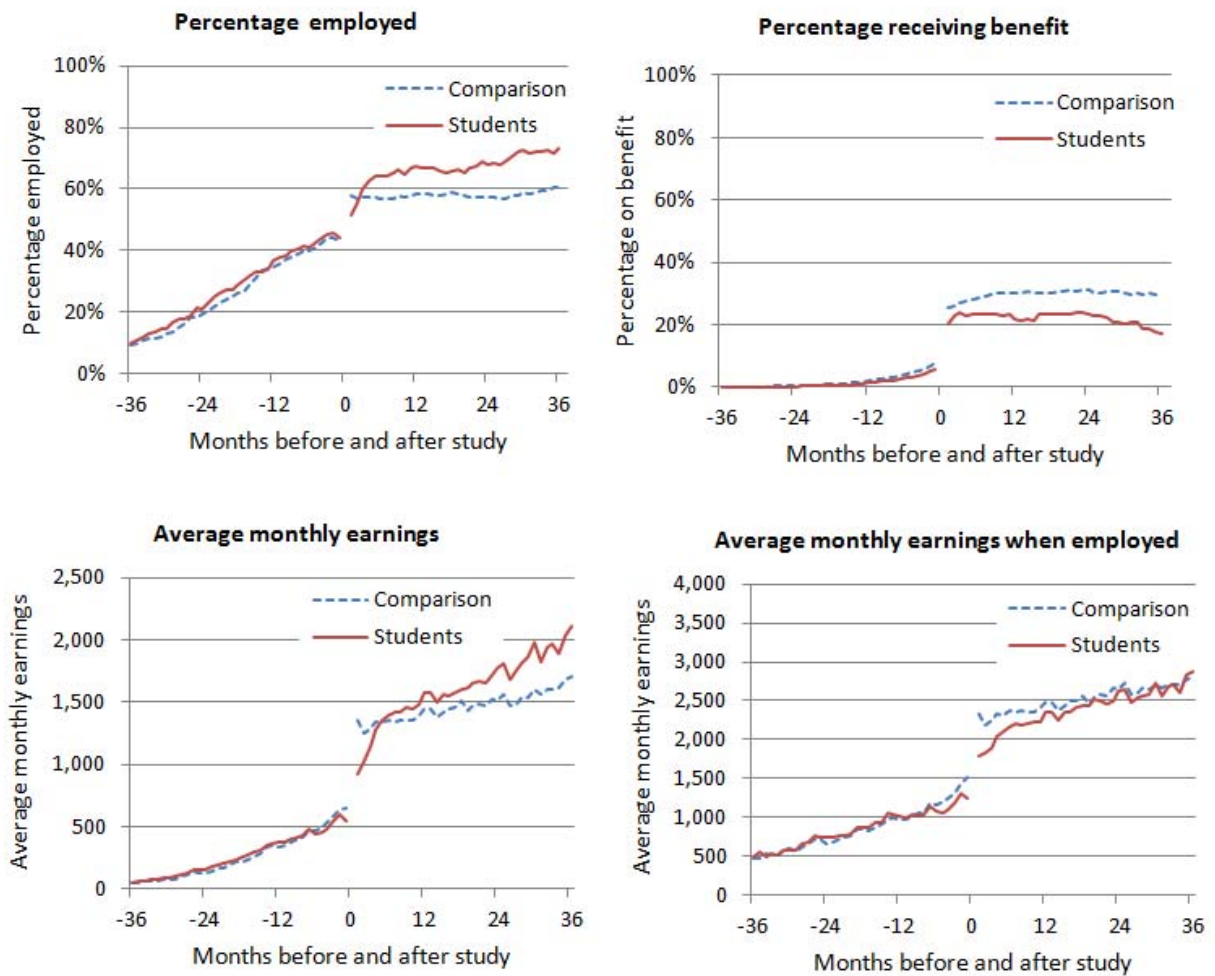 Percentage employed
Percentage employed
100%
80%
60%
40%
20%
0%
Comparison
Students
-36 -24 -12 0 12 24 36
Months before and after study
Percentage receiving benefit
Percentage on benefit
100%
80%
60%
40%
20%
0%
Comparison
Students
-36 -24 -12 0 12 24 36
Months before and after study
Average monthly earnings
Average monthly earnings
2,500
2,000
1,500
1,000
500
0
Comparison
Students
-36 -24 -12 0 12 24 36
Months before and after study
Average monthly earnings when employed
Average monthly earnings
4,000
3,500
3,000
2,500
2,000
1,500
1,000
500
0
Comparison
Students
-36 -24 -12 0 12 24 36
Months before and after study